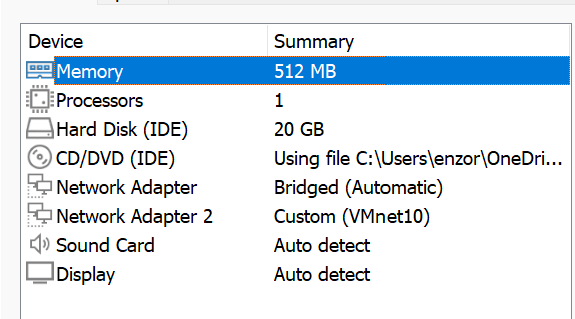 Device Summary
Memory 512 MB
Processors 1
Hard Disk (IDE) 20 GB
CD/DVD (IDE) Using file C:\Users\enzor\OneDri...
Network Adapter Bridged (Automatic)
Network Adapter 2 Custom (VMnet10)
Sound Card Auto detect
Display Auto detect